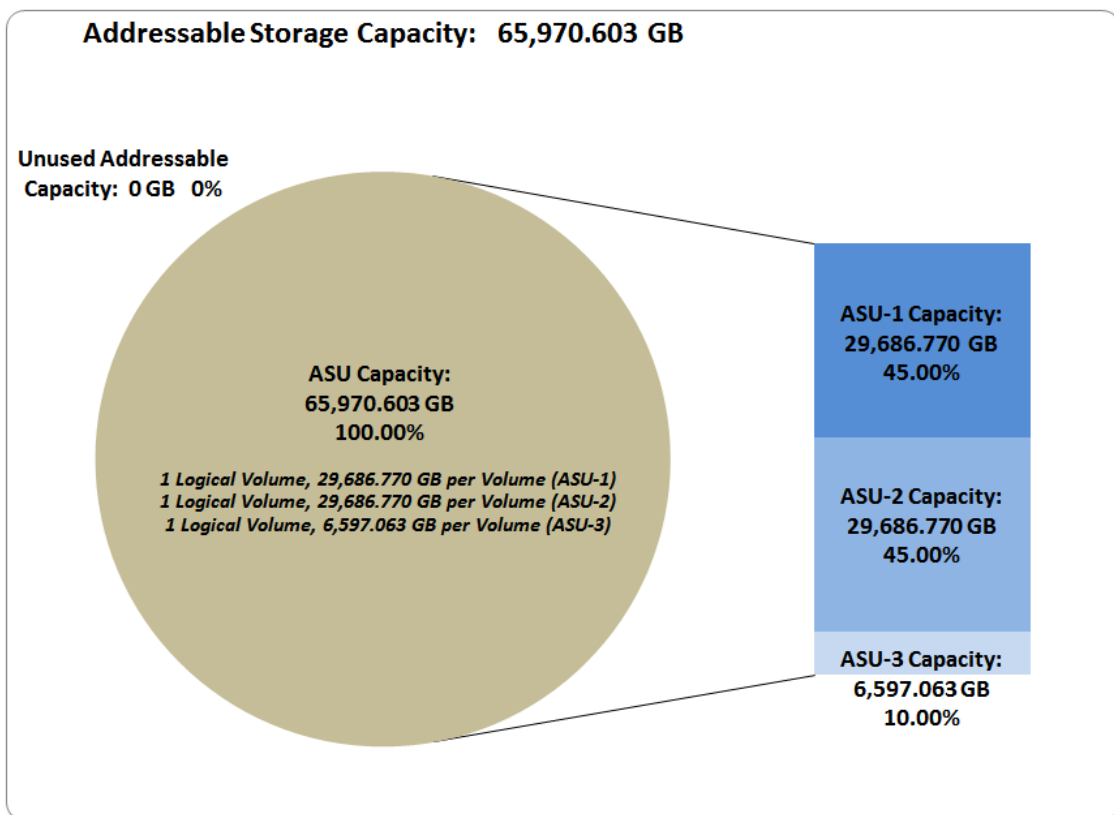 Addressable Storage Capacity: 65,970.603 GB
Unused Addressable
Capacity: 0 GB 0%
ASU Capacity:
65,970.603 GB
100.00%
1 Logical Volume, 29,686.770 GB per Volume (ASU-1)
1 Logical Volume, 29,686.770 GB per Volume (ASU-2)
1 Logical Volume, 6,597.063 GB per Volume (ASU-3)
ASU-1 Capacity:
29,686.770 GB
45.00%
ASU-2 Capacity:
29,686.770 GB
45.00%
ASU-3 Capacity:
6,597.063 GB
10.00%